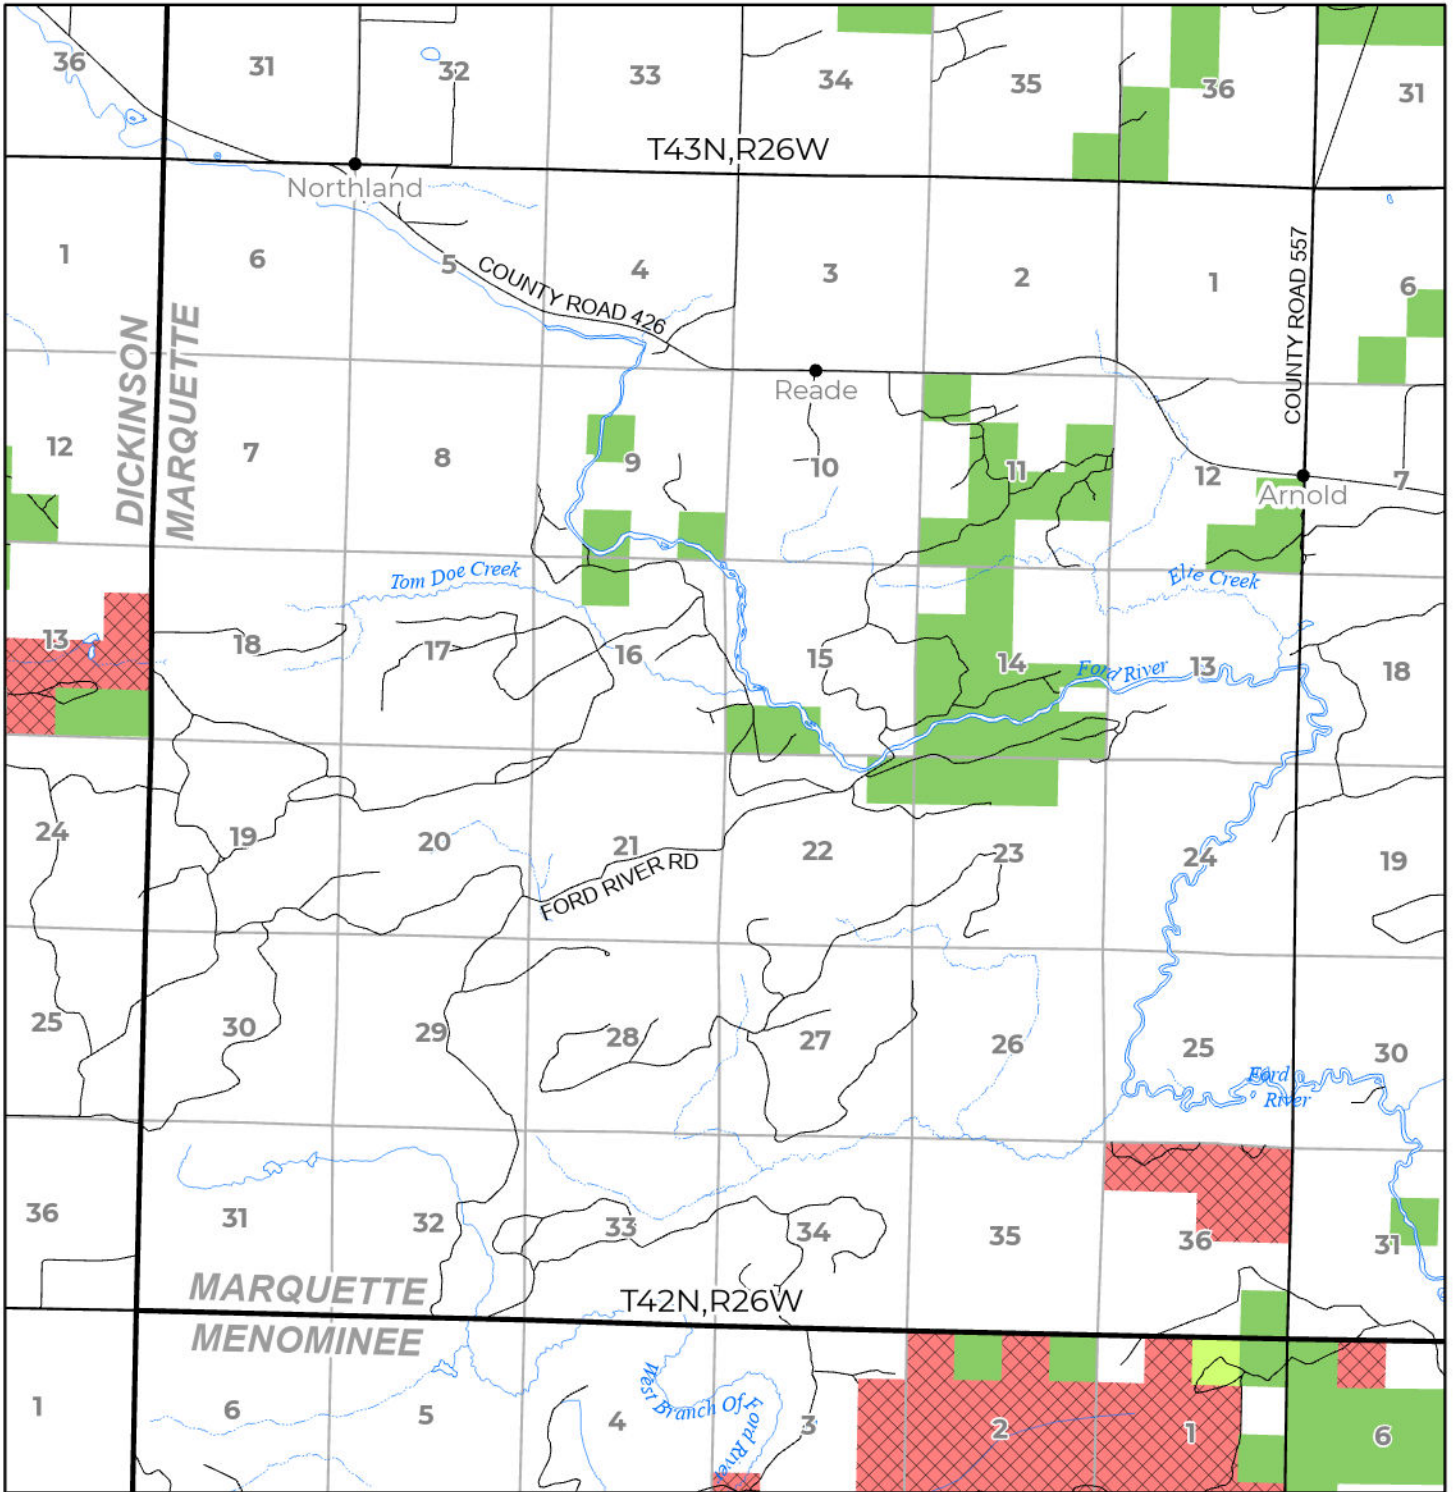 36 31 32 33 34 35 36 31
T43N,R26W
Northland
1 6 5 4 3 2 1 6
COUNTY ROAD 426
COUNTY ROAD 557
DICKINSON
MARQUETTE
Reade
12 7 8 9 10 11 12 7
Arnold
Tom Doe Creek
Elie Creek
13 18 17 16 15 14 13 18
Ford River
24 19 20 21 22 23 24 19
FORD RIVER RD
25 30 29 28 27 26 25 30
Ford
River
36 31 32 33 34 35 36 31
MARQUETTE
T42N,R26W
MENOMINEE
West Branch Of Ford River
1 6 5 4 3 2 1 6